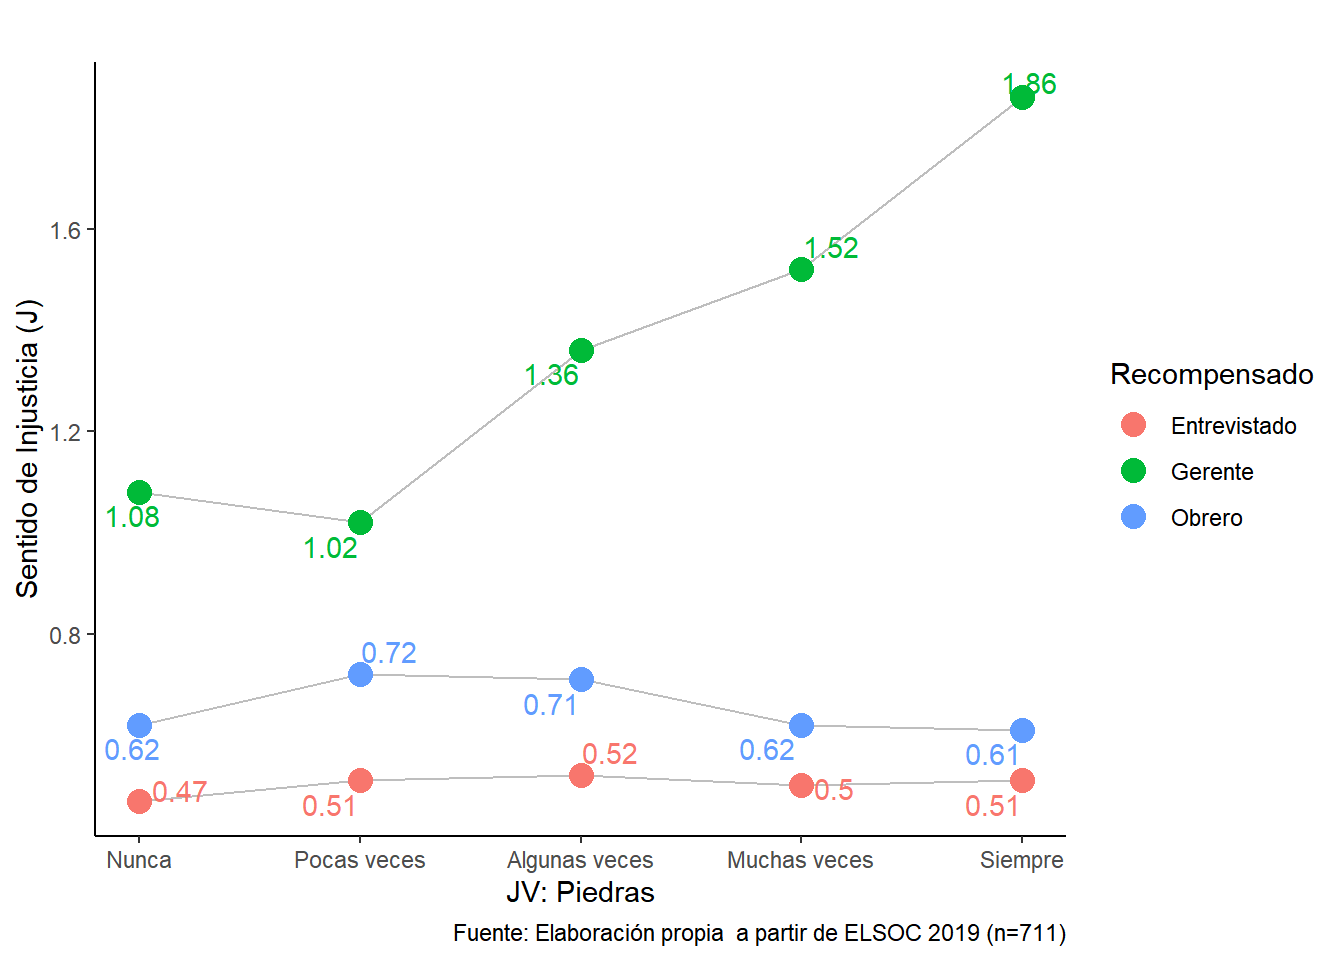 Sentido de Injusticia (J)
1.6
1.2
0.8
1.86
1.52
1.36
1.08
1.02
0.72
0.71
0.62
0.62
0.61
0.52
0.47
0.51
0.5
0.51
Nunca
Pocas veces
Algunas veces
Muchas veces
Siempre
JV: Piedras
Fuente: Elaboración propia  a partir de ELSOC 2019 (n=711)
Recompensado
Entrevistado
Gerente
Obrero